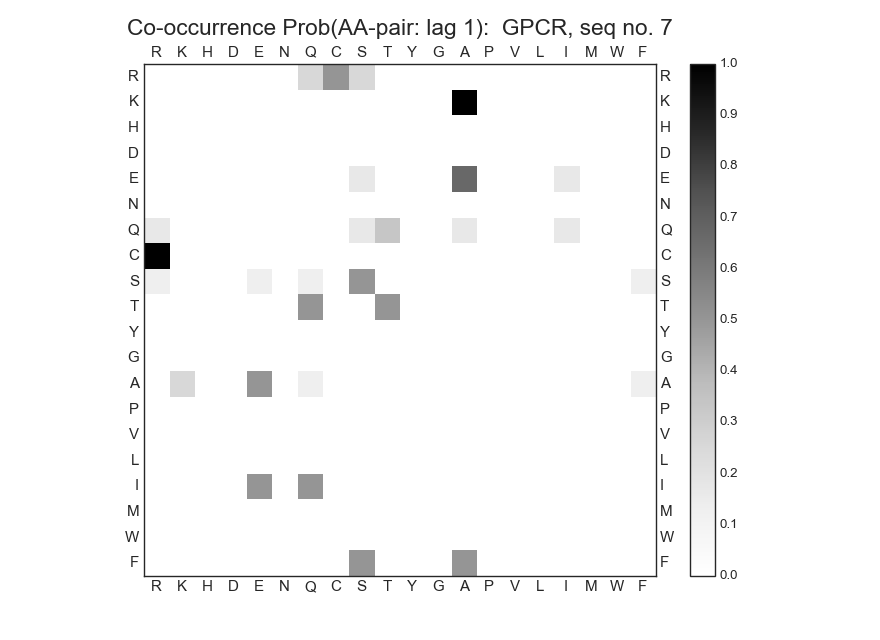 Co-occurrence Prob(AA-pair: lag 1):  GPCR, seq no. 7
R K H D E N Q C S T Y G A P V L I M W F
R R 1.0
K K 0.9
H H
D D 0.8
E E
N N 0.7
Q Q 0.6
C C
S S
T T 0.5
Y Y
G G 0.4
A A
P P 0.3
V V
L L 0.2
I I
M M 0.1
W W
F F 0.0
R K H D E N Q C S T Y G A P V L I M W F